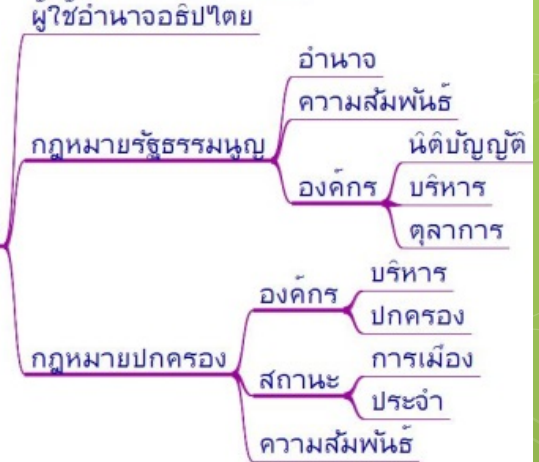 ผู้ใช้อำนาจอธิปไตย
กฎหมายรัฐธรรมนูญ
อำนาจ
ความสัมพันธ์
องค์กร
นิติบัญญัติ
บริหาร
ตุลาการ
กฎหมายปกครอง
องค์กร
บริหาร
ปกครอง
สถานะ
การเมือง
ประจำ
ความสัมพันธ์